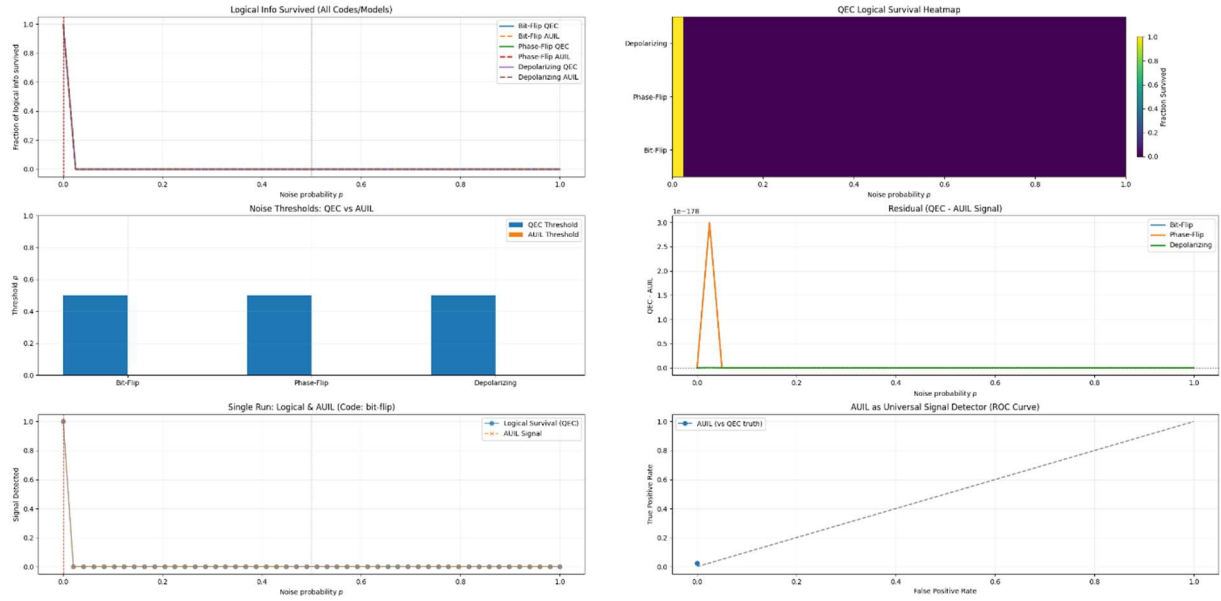 Logical Info Survived (All Codes/Models)
Fraction of logical info survived
1.0
0.8
0.6
0.4
0.2
0.0
Bit-Flip QEC
Bit-Flip AUIL
Phase-Flip QEC
Phase-Flip AUIL
Depolarizing QEC
Depolarizing AUIL
0.0 0.2 0.4 0.6 0.8 1.0
Noise probability p
QEC Logical Survival Heatmap
Depolarizing
Phase-Flip
Bit-Flip
0.0 0.2 0.4 0.6 0.8 1.0
Noise probability p
1.0
0.8
0.6
0.4
0.2
0.0
Fraction Survived
Noise Thresholds: QEC vs AUIL
Threshold p
1.0
0.8
0.6
0.4
0.2
0.0
QEC Threshold
AUIL Threshold
Bit-Flip Phase-Flip Depolarizing
Residual (QEC - AUIL Signal)
1e−178
QEC - AUIL
3.0
2.5
2.0
1.5
1.0
0.5
0.0
Bit-Flip
Phase-Flip
Depolarizing
0.0 0.2 0.4 0.6 0.8 1.0
Noise probability p
Single Run: Logical & AUIL (Code: bit-flip)
Signal Detected
1.0
0.8
0.6
0.4
0.2
0.0
Logical Survival (QEC)
AUIL Signal
0.0 0.2 0.4 0.6 0.8 1.0
Noise probability p
AUIL as Universal Signal Detector (ROC Curve)
True Positive Rate
1.0
0.8
0.6
0.4
0.2
0.0
AUIL (vs QEC truth)
0.0 0.2 0.4 0.6 0.8 1.0
False Positive Rate